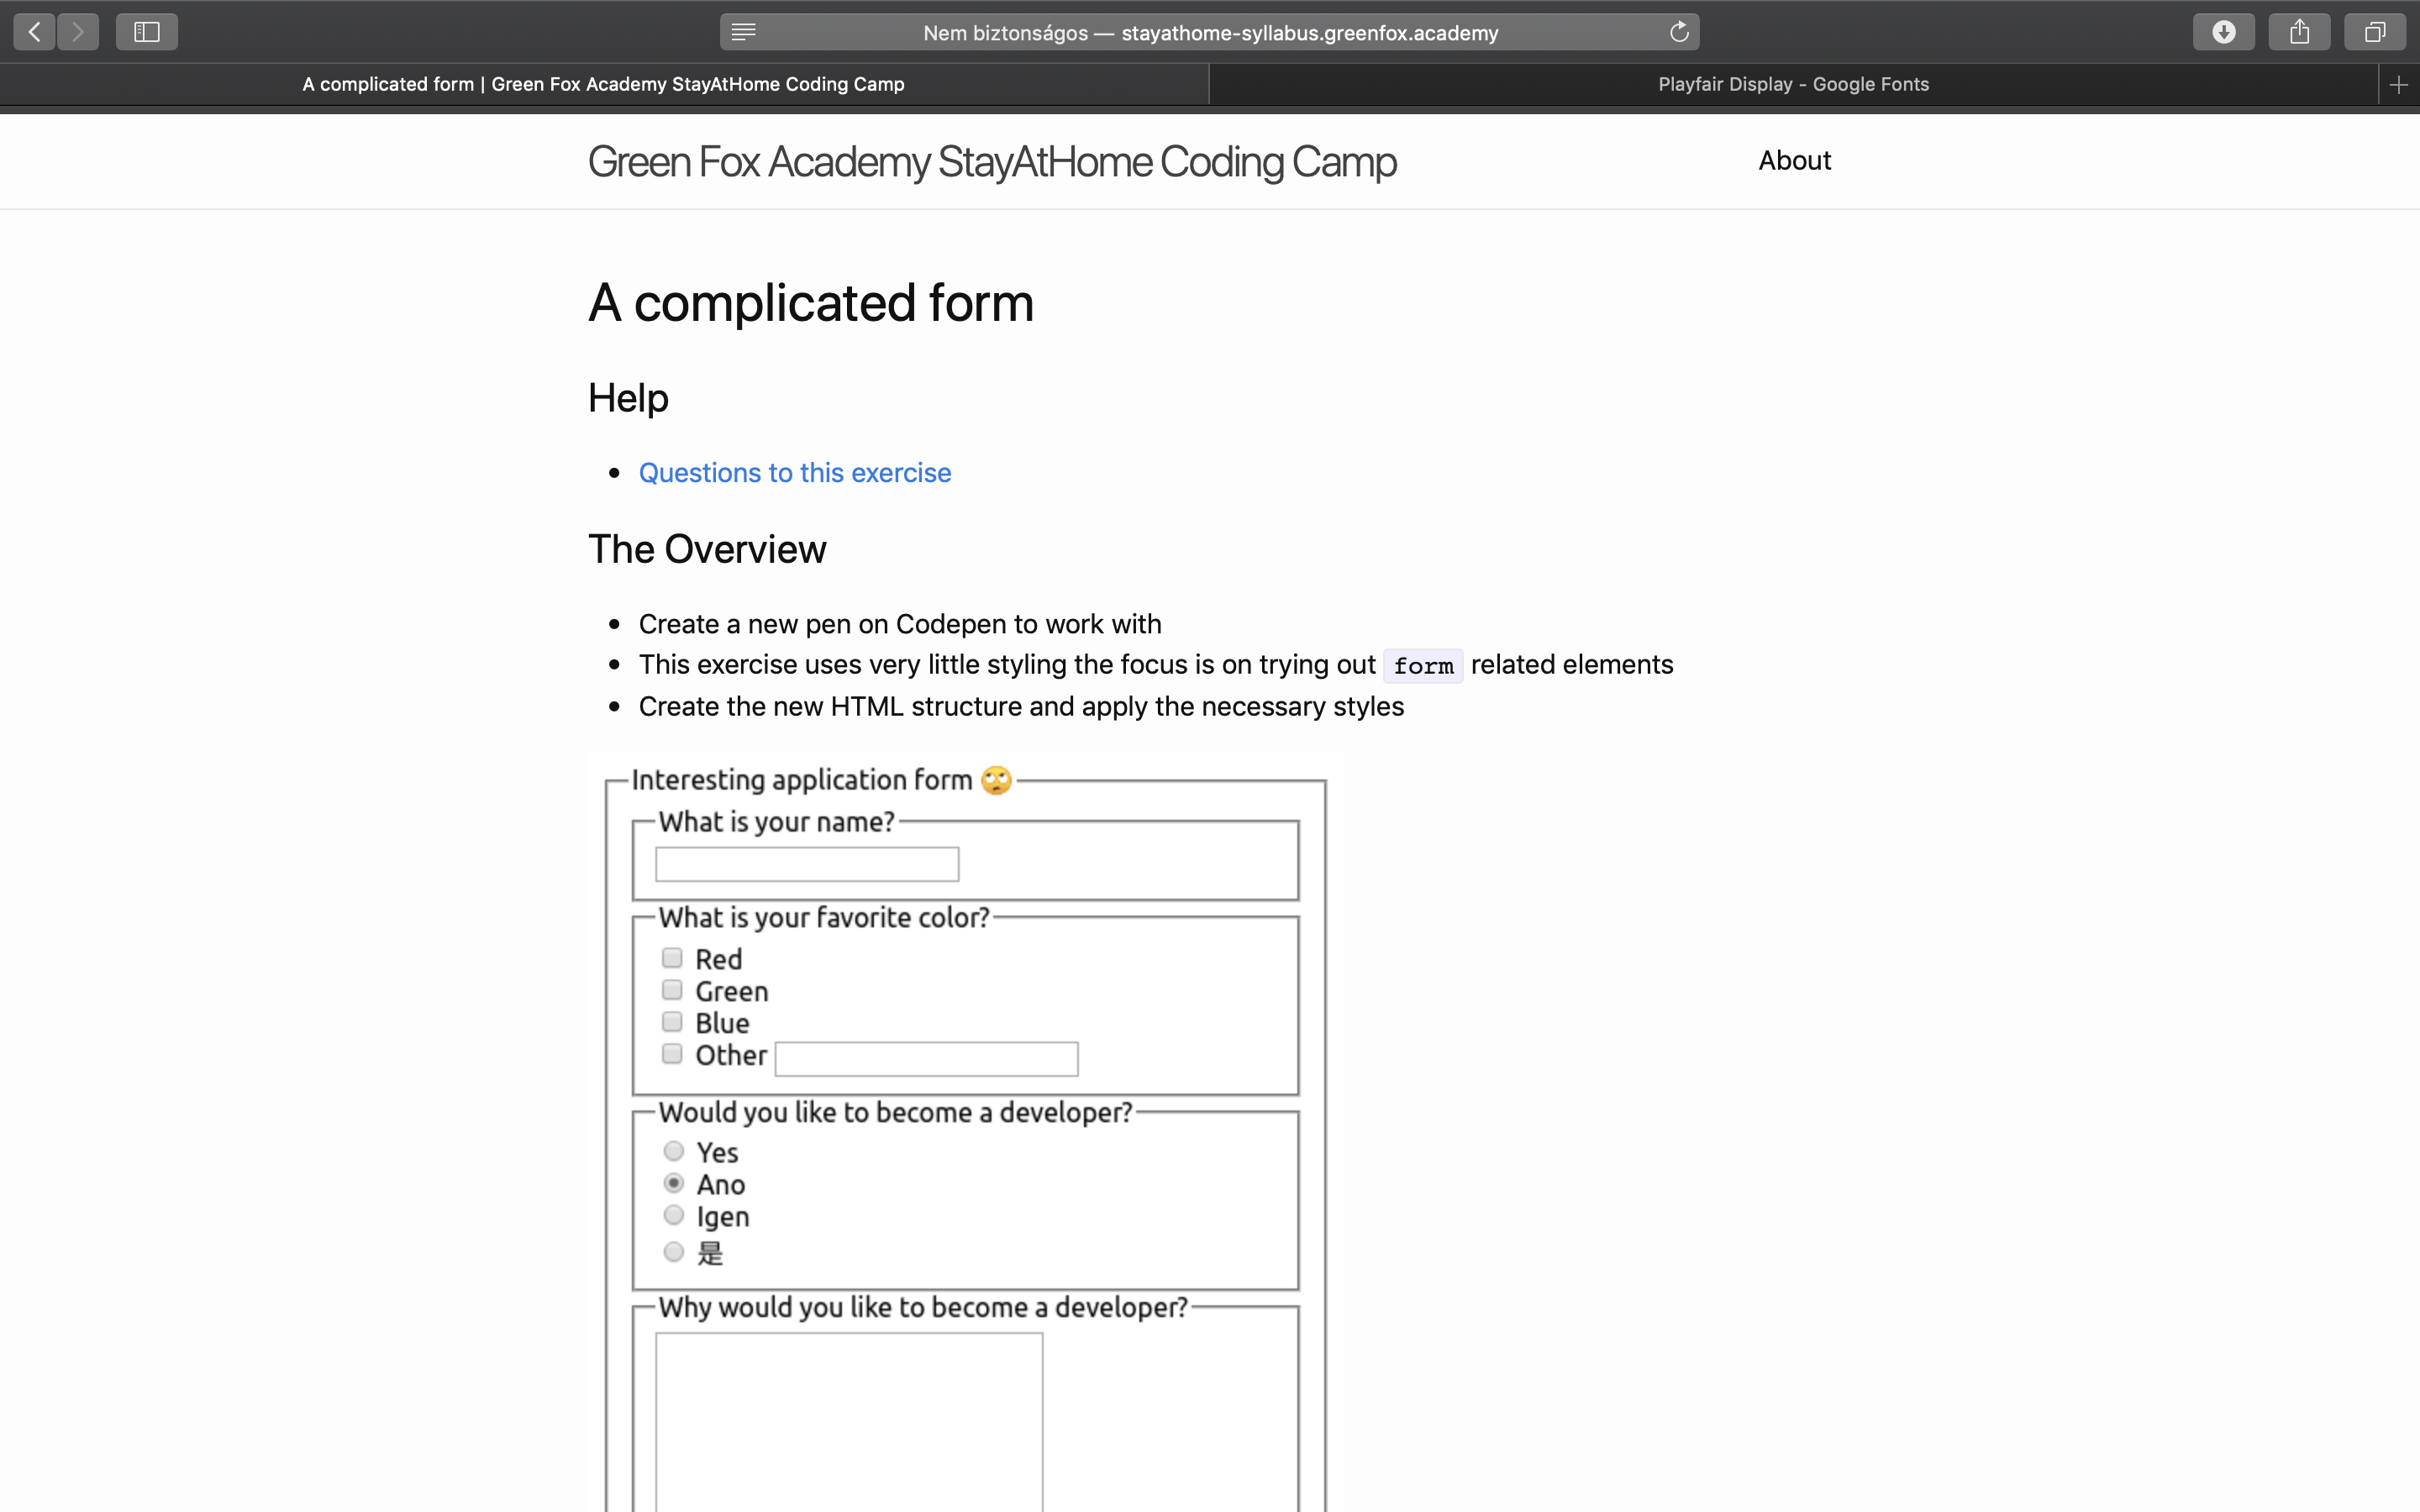 Nem biztonságos — stayathome-syllabus.greenfox.academy
A complicated form | Green Fox Academy StayAtHome Coding Camp
Playfair Display - Google Fonts
Green Fox Academy StayAtHome Coding Camp
About
A complicated form
Help
Questions to this exercise
The Overview
Create a new pen on Codepen to work with
This exercise uses very little styling the focus is on trying out form related elements
Create the new HTML structure and apply the necessary styles
Interesting application form 🙄
What is your name?
What is your favorite color?
Red
Green
Blue
Other
Would you like to become a developer?
Yes
Ano
Igen
是
Why would you like to become a developer?